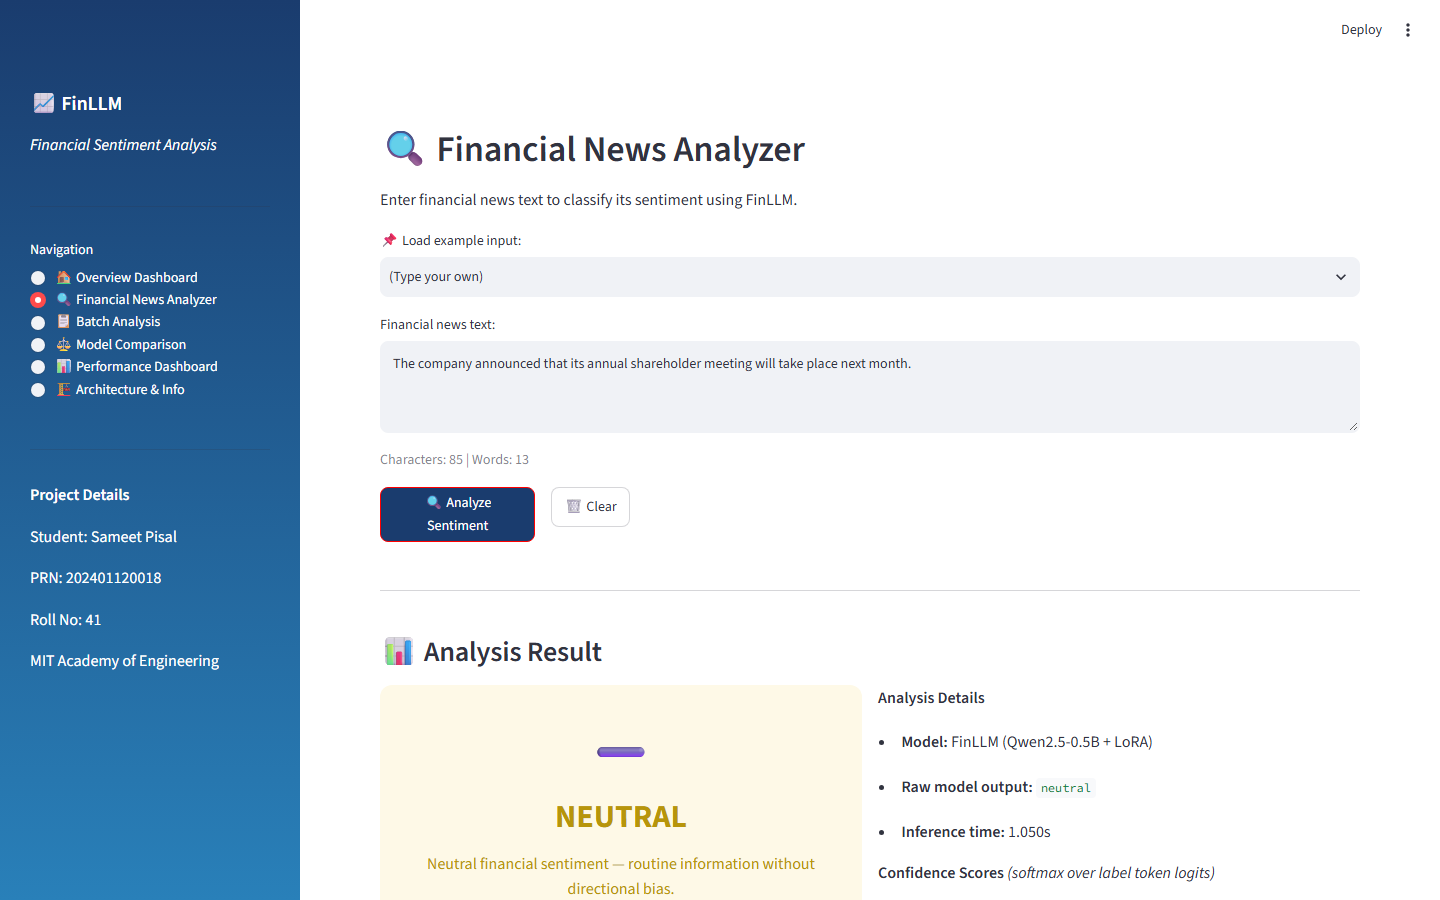 Deploy
FinLLM
Financial Sentiment Analysis
Navigation
Overview Dashboard
Financial News Analyzer
Batch Analysis
Model Comparison
Performance Dashboard
Architecture & Info
Project Details
Student: Sameet Pisal
PRN: 202401120018
Roll No: 41
MIT Academy of Engineering
Financial News Analyzer
Enter financial news text to classify its sentiment using FinLLM.
Load example input:
(Type your own)
Financial news text:
The company announced that its annual shareholder meeting will take place next month.
Characters: 85 | Words: 13
Analyze
Sentiment
Clear
Analysis Result
NEUTRAL
Neutral financial sentiment — routine information without
directional bias.
Analysis Details
Model: FinLLM (Qwen2.5-0.5B + LoRA)
Raw model output: neutral
Inference time: 1.050s
Confidence Scores (softmax over label token logits)